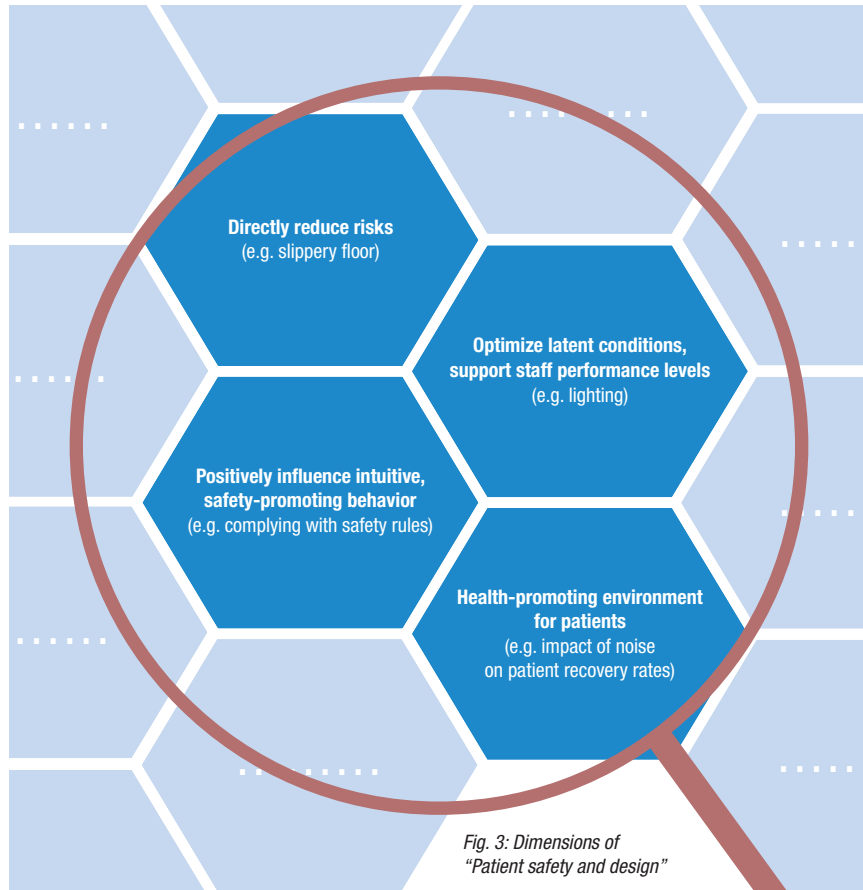 Directly reduce risks
(e.g. slippery floor)
Optimize latent conditions,
support staff performance levels
(e.g. lighting)
Positively influence intuitive,
safety-promoting behavior
(e.g. complying with safety rules)
Health-promoting environment
for patients
(e.g. impact of noise
on patient recovery rates)
Fig. 3: Dimensions of
“Patient safety and design”